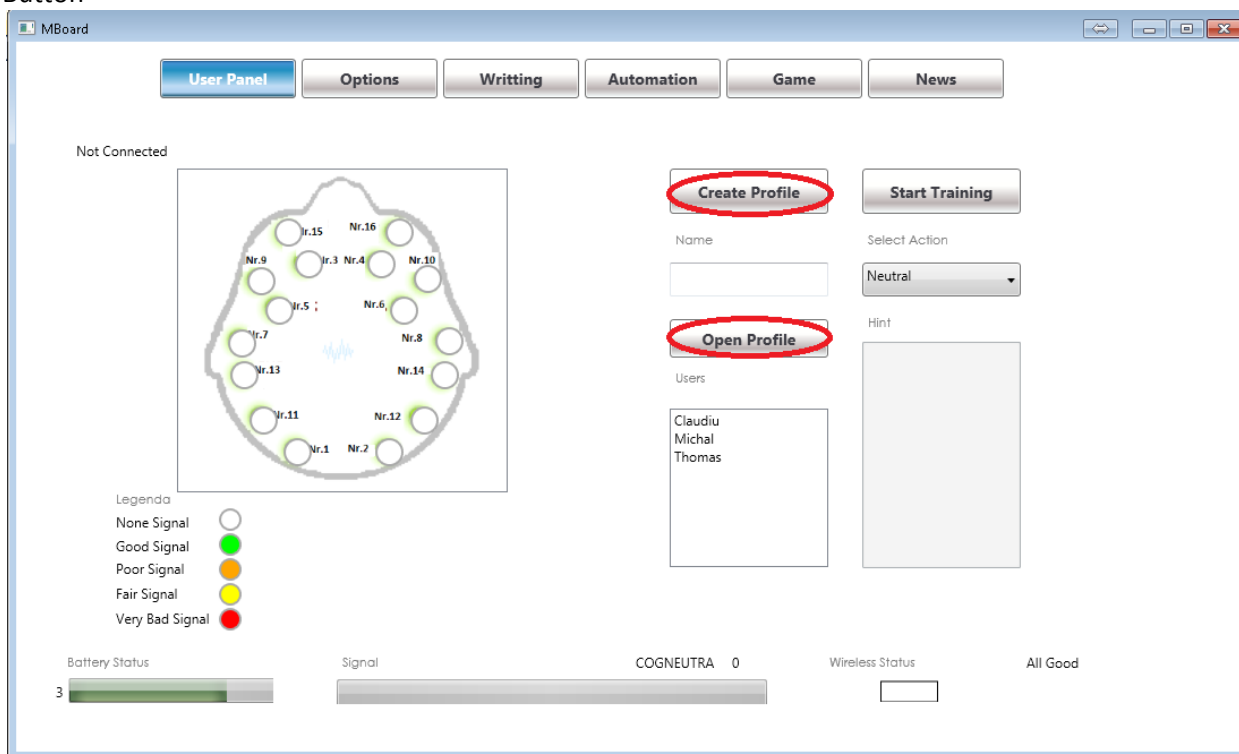 Button
MBoard
User Panel Options Writting Automation Game News
Not Connected
Create Profile Start Training
Name Select Action
Neutral
Open Profile Hint
Users
Claudiu
Michal
Thomas
Nr.16
Ir.15
Nr.9 Ir.3 Nr.4 Nr.10
Nr.5 ; Nr.6,
Ir.7 Nr.8
Nr.13 Nr.14
Nr.11 Nr.12
Nr.1 Nr.2
Legenda
None Signal
Good Signal
Poor Signal
Fair Signal
Very Bad Signal
Battery Status Signal COGNEUTRA 0 Wireless Status All Good
3